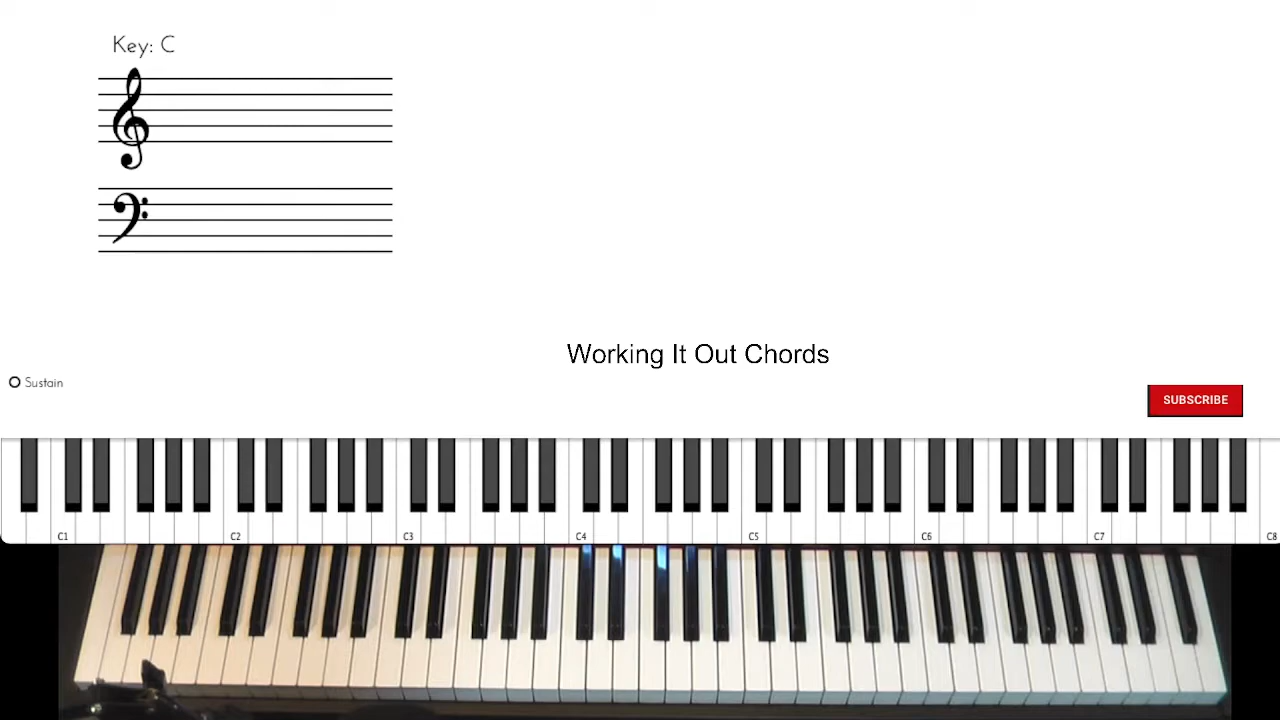 Key: C
Working It Out Chords
Sustain
SUBSCRIBE
C1 C2 C3 C4 C5 C6 C7 C8